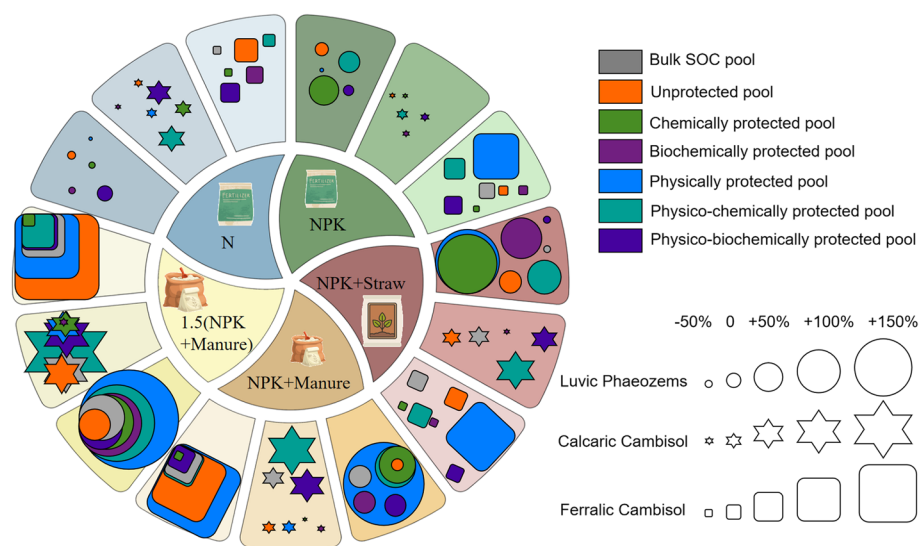 Bulk SOC pool
Unprotected pool
Chemically protected pool
Biochemically protected pool
Physically protected pool
Physico-chemically protected pool
Physico-biochemically protected pool
N
NPK
NPK+Straw
1.5(NPK
+Manure)
NPK+Manure
-50% 0 +50% +100% +150%
Luvic Phaeozems
Calcaric Cambisol
Ferralic Cambisol